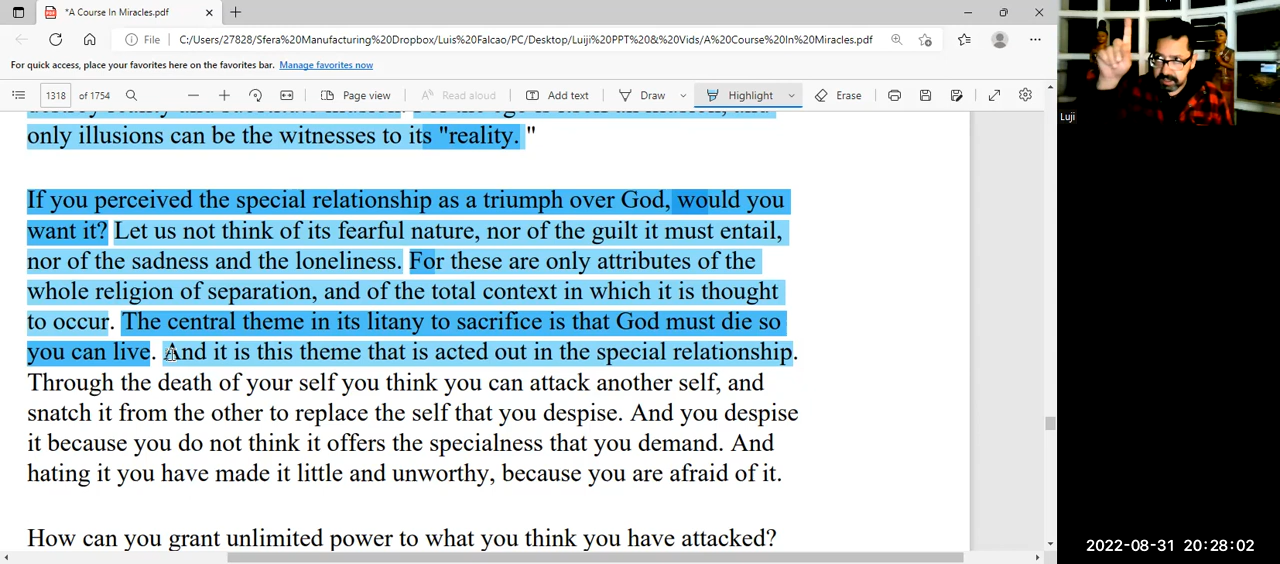 *A Course In Miracles.pdf
File C:/Users/27828/Sfera%20Manufacturing%20Dropbox/Luis%20Falcao/PC/Desktop/Luiji%20PPT%20&%20Vids/A%20Course%20In%20Miracles.pdf
For quick access, place your favorites here on the favorites bar. Manage favorites now
1318 of 1754 Page view Read aloud Add text Draw Highlight Erase
only illusions can be the witnesses to its "reality. "
If you perceived the special relationship as a triumph over God, would you
want it? Let us not think of its fearful nature, nor of the guilt it must entail,
nor of the sadness and the loneliness. For these are only attributes of the
whole religion of separation, and of the total context in which it is thought
to occur. The central theme in its litany to sacrifice is that God must die so
you can live. And it is this theme that is acted out in the special relationship.
Through the death of your self you think you can attack another self, and
snatch it from the other to replace the self that you despise. And you despise
it because you do not think it offers the specialness that you demand. And
hating it you have made it little and unworthy, because you are afraid of it.
How can you grant unlimited power to what you think you have attacked?
Luji
2022-08-31 20:28:02